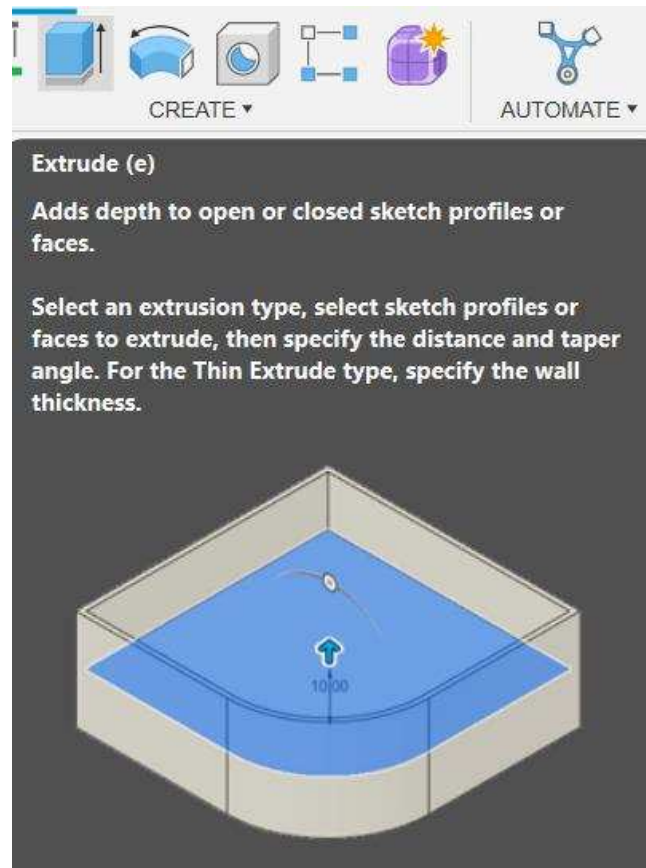 CREATE ▾
AUTOMATE ▾
Extrude (e)
Adds depth to open or closed sketch profiles or
faces.
Select an extrusion type, select sketch profiles or
faces to extrude, then specify the distance and taper
angle. For the Thin Extrude type, specify the wall
thickness.
10.00